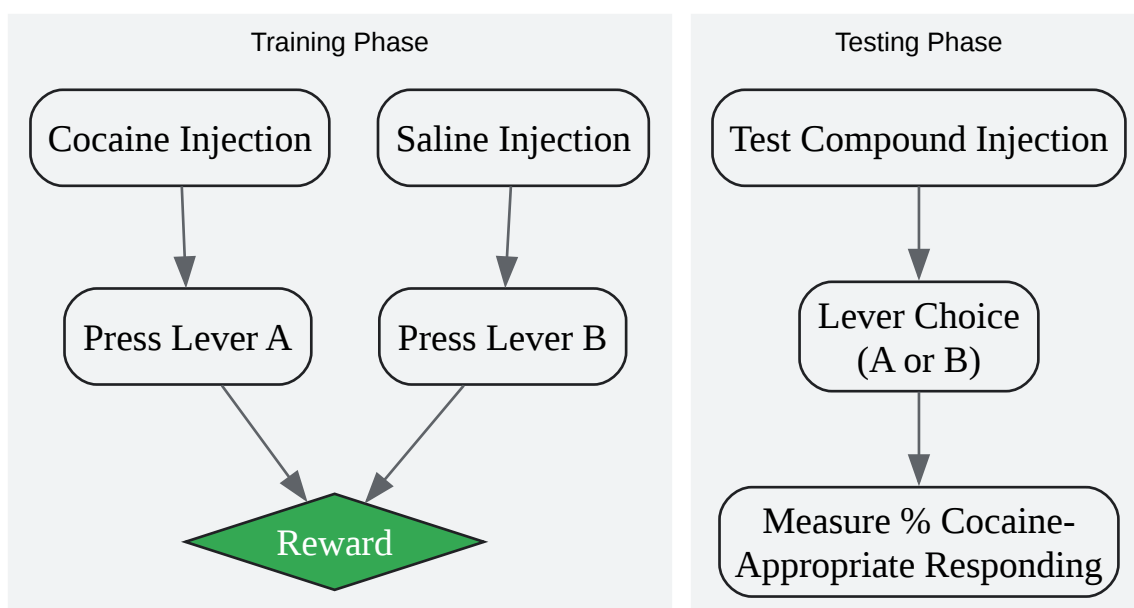 Training Phase
Cocaine Injection
Saline Injection
Press Lever A
Press Lever B
Reward
Testing Phase
Test Compound Injection
Lever Choice
(A or B)
Measure % Cocaine-
Appropriate Responding